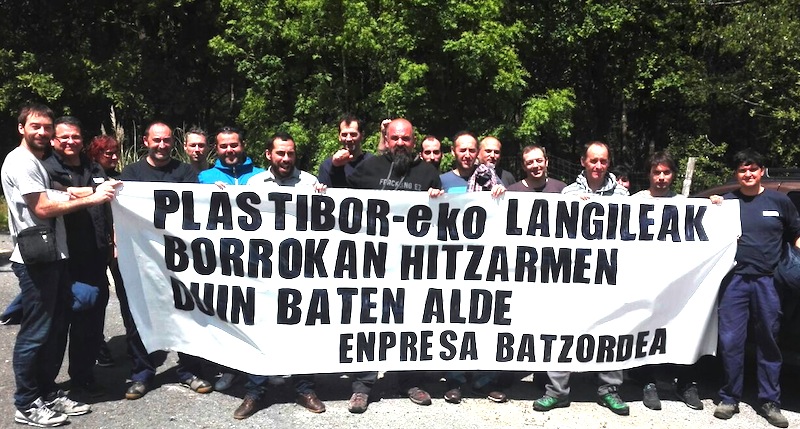 PLASTIBOR-eko LANGILEAK
BORROKAN HITZARMEN
DUIN BATEN ALDE
ENPRESA BATZORDEA